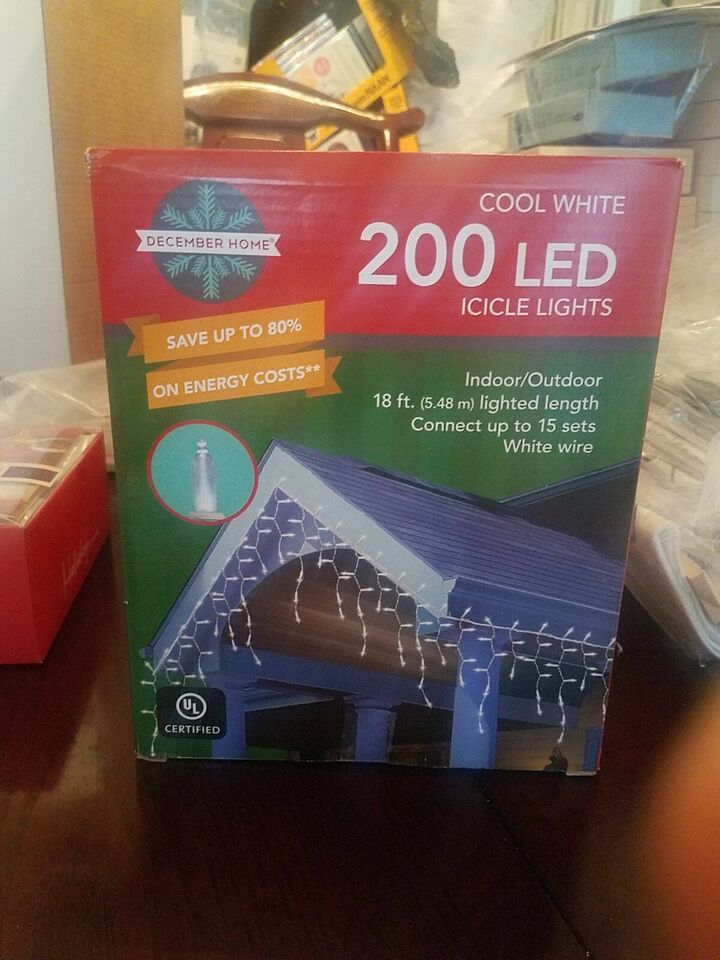 DECEMBER HOME®
COOL WHITE
200 LED
ICICLE LIGHTS
SAVE UP TO 80%
ON ENERGY COSTS**
Indoor/Outdoor
18 ft. (5.48 m) lighted length
Connect up to 15 sets
White wire
UL
CERTIFIED